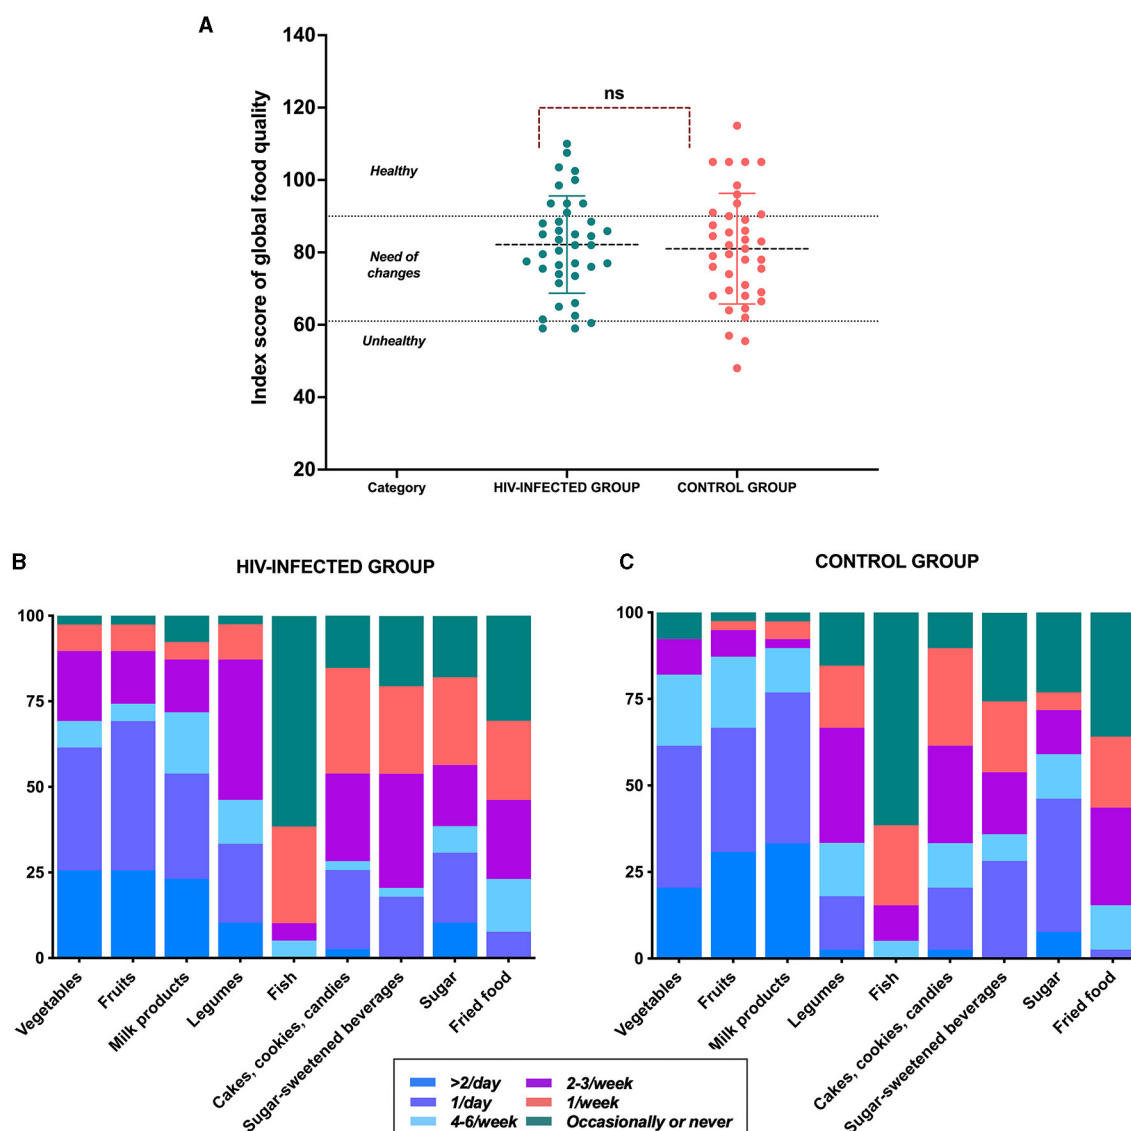 A
140
120
100
80
60
40
20
Index score of global food quality
ns
Healthy
Need of
changes
Unhealthy
Category
HIV-INFECTED GROUP
CONTROL GROUP
B
HIV-INFECTED GROUP
100
75
50
25
0
Vegetables
Fruits
Milk products
Legumes
Fish
Cakes, cookies, candies
Sugar-sweetened beverages
Sugar
Fried food
C
CONTROL GROUP
100
75
50
25
0
Vegetables
Fruits
Milk products
Legumes
Fish
Cakes, cookies, candies
Sugar-sweetened beverages
Sugar
Fried food
>2/day
1/day
4-6/week
2-3/week
1/week
Occasionally or never